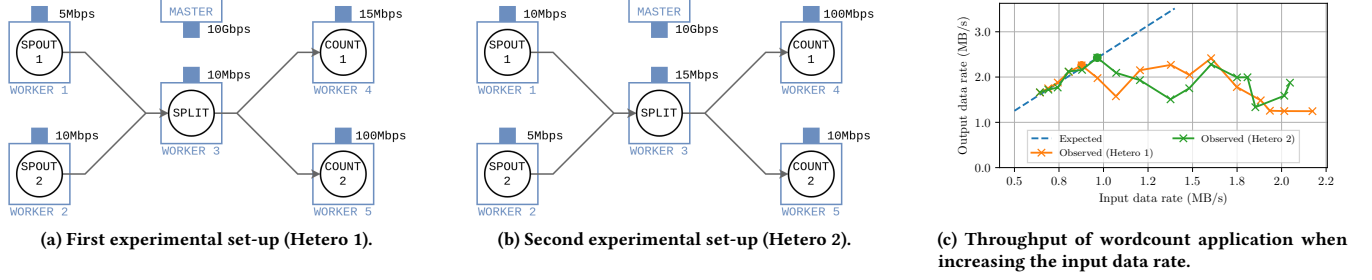 5Mbps
SPOUT
1
WORKER 1
10Mbps
SPOUT
2
WORKER 2
MASTER
10Gbps
10Mbps
SPLIT
WORKER 3
15Mbps
COUNT
1
WORKER 4
100Mbps
COUNT
2
WORKER 5
(a) First experimental set-up (Hetero 1).
10Mbps
SPOUT
1
WORKER 1
5Mbps
SPOUT
2
WORKER 2
MASTER
10Gbps
15Mbps
SPLIT
WORKER 3
100Mbps
COUNT
1
WORKER 4
10Mbps
COUNT
2
WORKER 5
(b) Second experimental set-up (Hetero 2).
Output data rate (MB/s)
3.0
2.0
1.0
0.0
Expected
Observed (Hetero 1)
Observed (Hetero 2)
0.5 0.8 1.0 1.2 1.5 1.8 2.0 2.2
Input data rate (MB/s)
(c) Throughput of wordcount application when
increasing the input data rate.